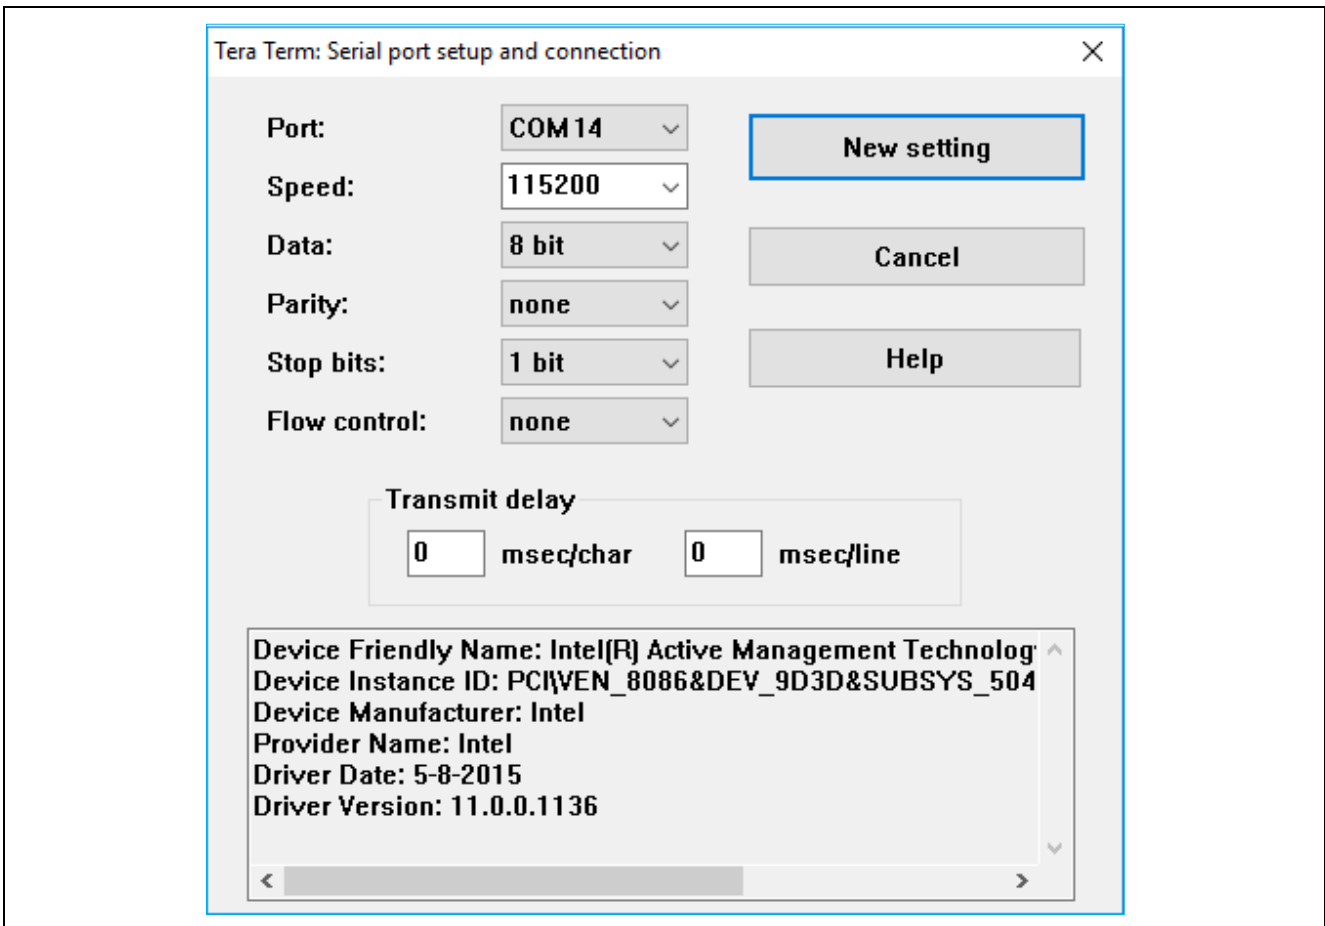 Tera Term: Serial port setup and connection
Port: COM14
New setting
Speed: 115200
Data: 8 bit
Cancel
Parity: none
Stop bits: 1 bit
Help
Flow control: none
Transmit delay
0 msec/char 0 msec/line
Device Friendly Name: Intel(R) Active Management Technolog
Device Instance ID: PCI\VEN_8086&DEV_9D3D&SUBSYS_504
Device Manufacturer: Intel
Provider Name: Intel
Driver Date: 5-8-2015
Driver Version: 11.0.0.1136